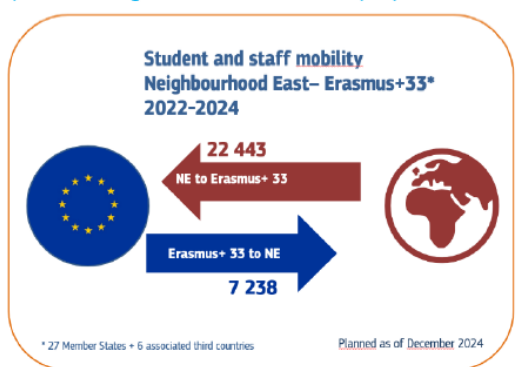 Student and staff mobility
Neighbourhood East– Erasmus+33*
2022-2024
22 443
NE to Erasmus+ 33
Erasmus+ 33 to NE
7 238
* 27 Member States + 6 associated third countries
Planned as of December 2024